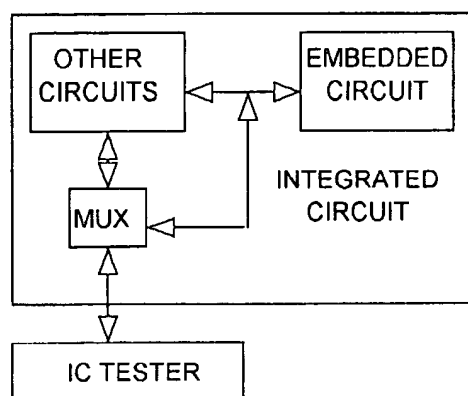 OTHER
CIRCUITS
EMBEDDED
CIRCUIT
INTEGRATED
CIRCUIT
MUX
IC TESTER